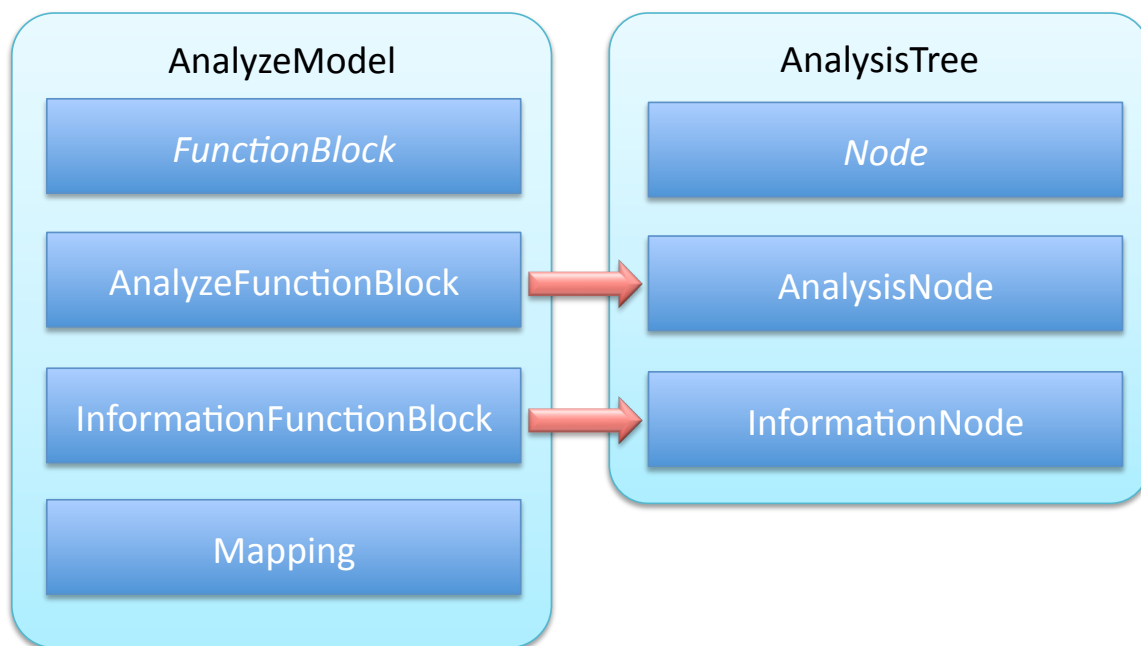 AnalyzeModel
FunctionBlock
AnalyzeFunctionBlock
InformationFunctionBlock
Mapping
AnalysisTree
Node
AnalysisNode
InformationNode